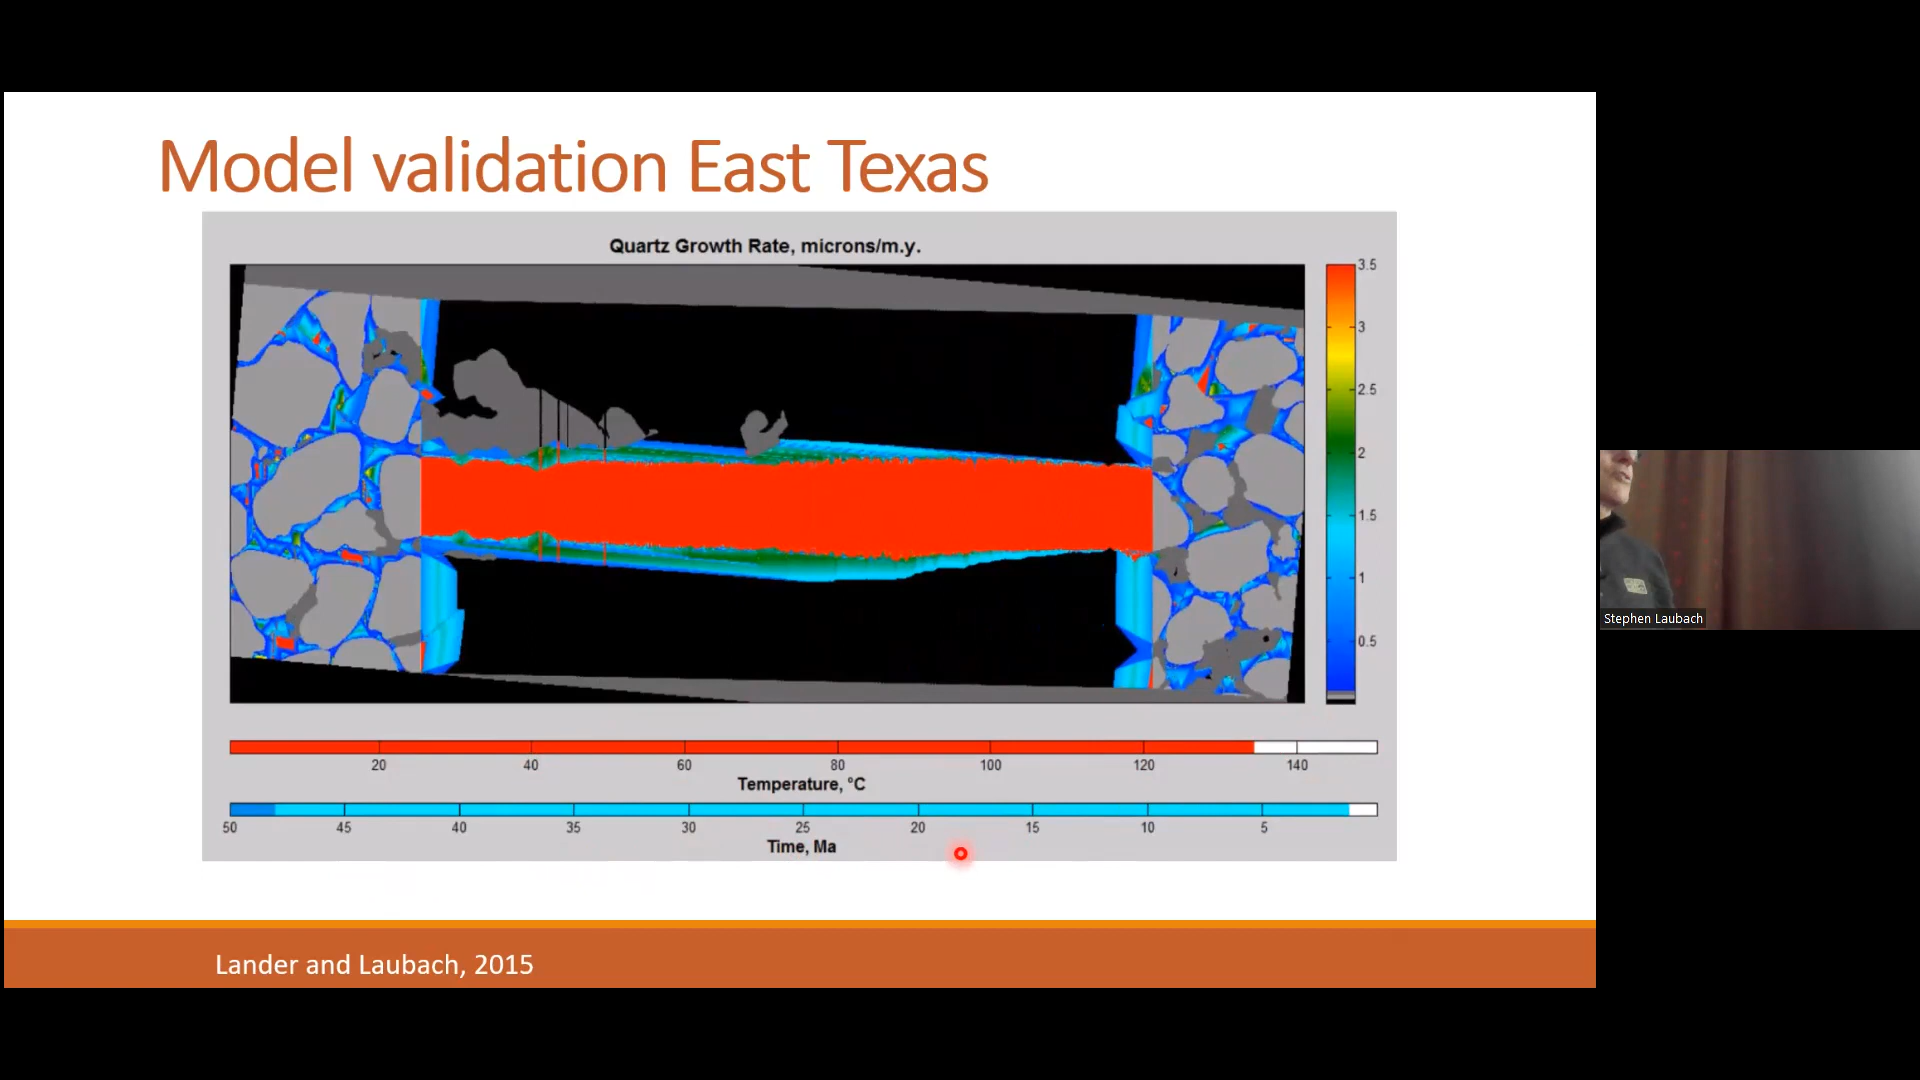 Model validation East Texas
Quartz Growth Rate, microns/m.y.
3.5
3
2.5
2
1.5
1
0.5
20 40 60 80 100 120 140
Temperature, °C
50 45 40 35 30 25 20 15 10 5
Time, Ma
Lander and Laubach, 2015
Stephen Laubach